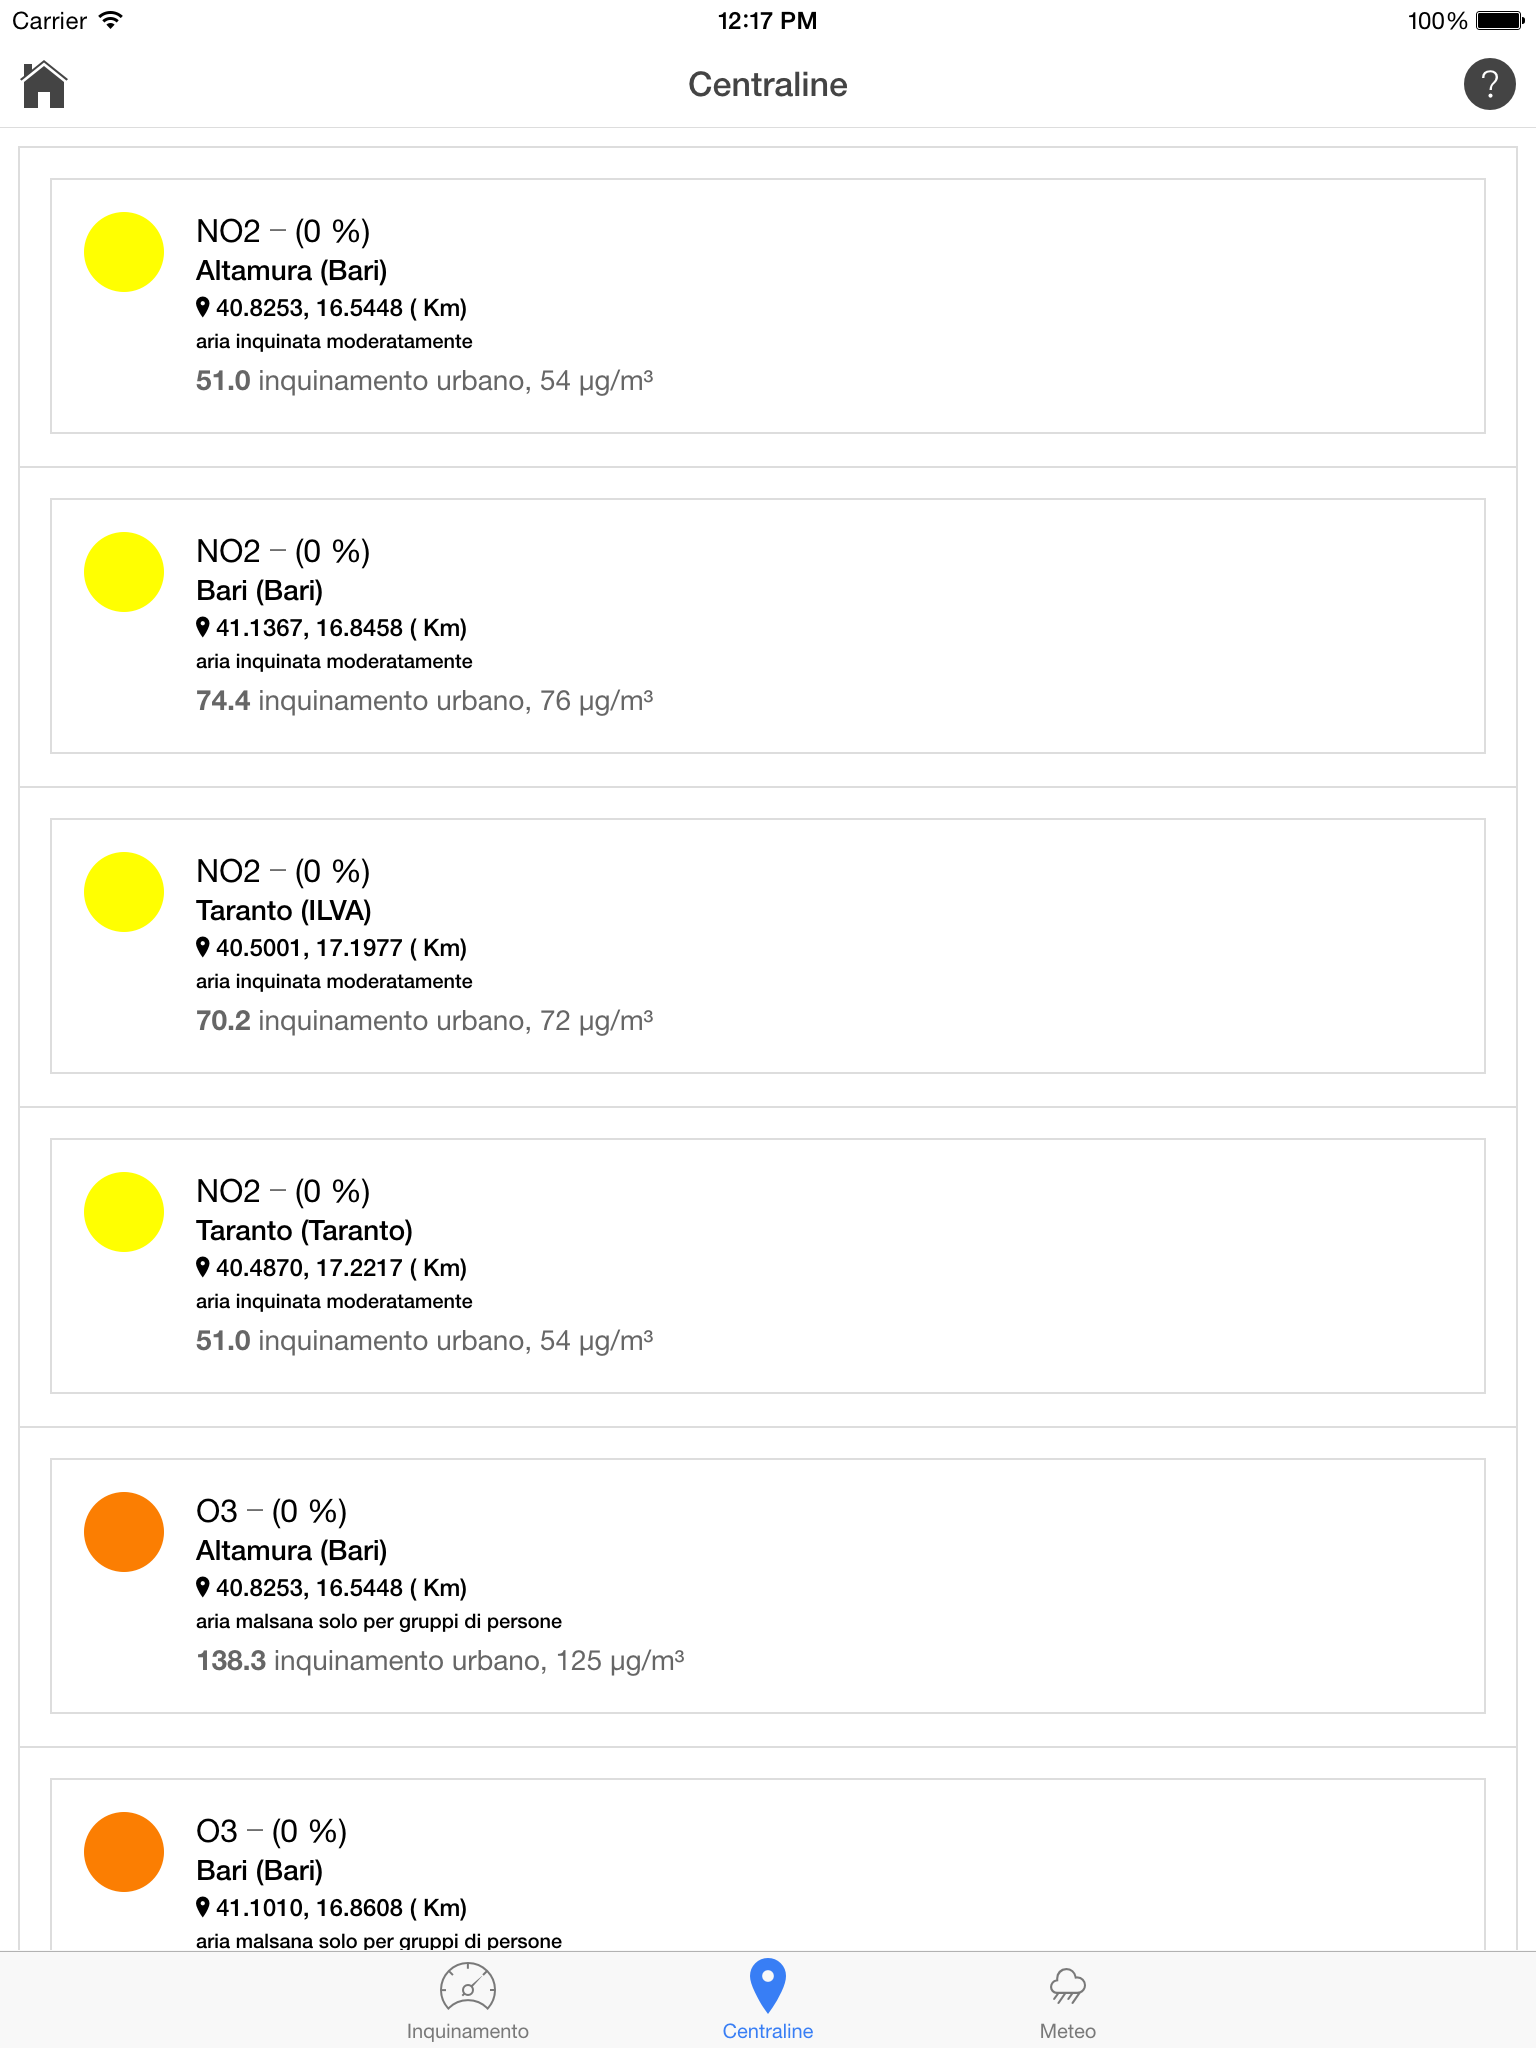 Carrier 12:17 PM 100%
Centraline ?
NO2 – (0 %)
Altamura (Bari)
40.8253, 16.5448 ( Km)
aria inquinata moderatamente
51.0 inquinamento urbano, 54 µg/m³
NO2 – (0 %)
Bari (Bari)
41.1367, 16.8458 ( Km)
aria inquinata moderatamente
74.4 inquinamento urbano, 76 µg/m³
NO2 – (0 %)
Taranto (ILVA)
40.5001, 17.1977 ( Km)
aria inquinata moderatamente
70.2 inquinamento urbano, 72 µg/m³
NO2 – (0 %)
Taranto (Taranto)
40.4870, 17.2217 ( Km)
aria inquinata moderatamente
51.0 inquinamento urbano, 54 µg/m³
O3 – (0 %)
Altamura (Bari)
40.8253, 16.5448 ( Km)
aria malsana solo per gruppi di persone
138.3 inquinamento urbano, 125 µg/m³
O3 – (0 %)
Bari (Bari)
41.1010, 16.8608 ( Km)
aria malsana solo per gruppi di persone
Inquinamento Centraline Meteo